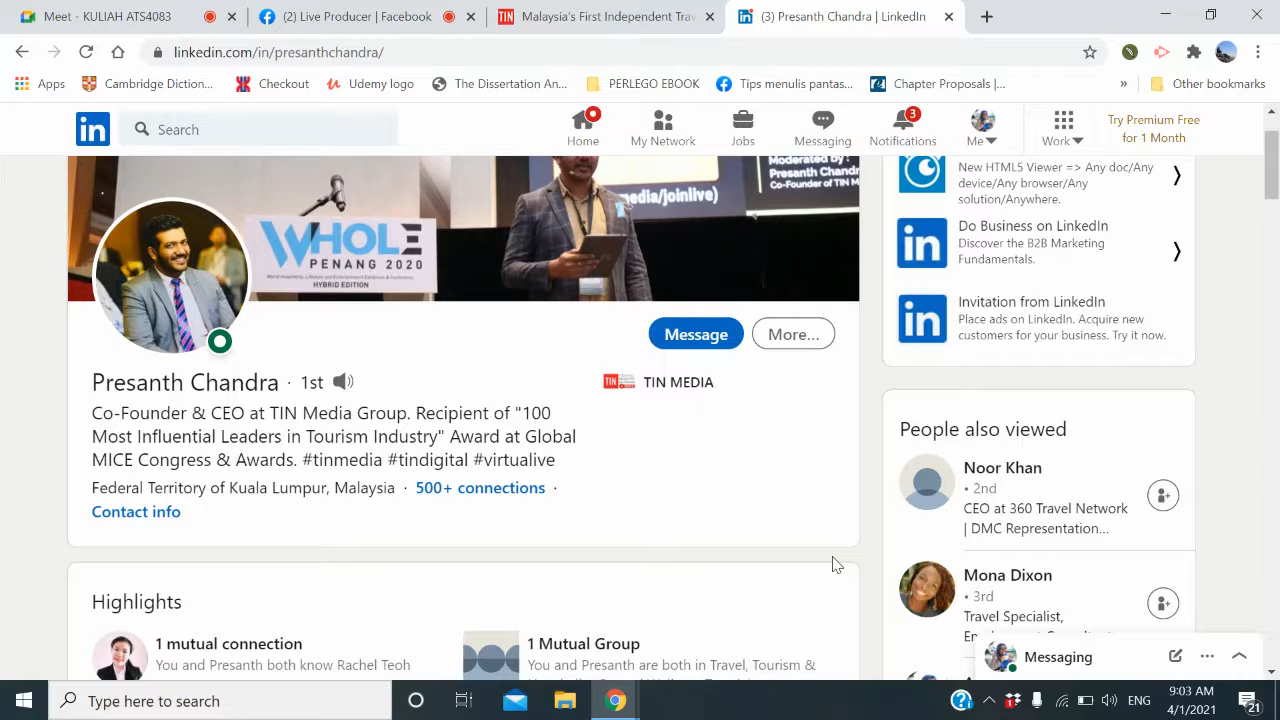 Meet - KULIAH ATS4083
(2) Live Producer | Facebook
TIN Malaysia's First Independent Trav
(3) Presanth Chandra | LinkedIn
linkedin.com/in/presanthchandra/
Apps
Cambridge Diction...
Checkout
Udemy logo
The Dissertation An...
PERLEGO EBOOK
Tips menulis pantas...
Chapter Proposals |...
»
Other bookmarks
in
Search
Home
My Network
Jobs
Messaging
3
Notifications
Me
Work
Try Premium Free
for 1 Month
Moderated by :
Presanth Chandr
Co-Founder of TIN M
media/joinlive)
WHOLE
PENANG 2020
HYBRID EDITION
New HTML5 Viewer => Any doc/Any
device/Any browser/Any
solution/Anywhere.
in
Do Business on LinkedIn
Discover the B2B Marketing
Fundamentals.
in
Invitation from LinkedIn
Place ads on LinkedIn. Acquire new
customers for your business. Try it now.
Message
More...
Presanth Chandra · 1st
TIN
TIN MEDIA
Co-Founder & CEO at TIN Media Group. Recipient of "100
Most Influential Leaders in Tourism Industry" Award at Global
MICE Congress & Awards. #tinmedia #tindigital #virtualive
Federal Territory of Kuala Lumpur, Malaysia · 500+ connections ·
Contact info
People also viewed
Noor Khan
• 2nd
CEO at 360 Travel Network
| DMC Representation...
Mona Dixon
• 3rd
Travel Specialist,
Highlights
1 mutual connection
You and Presanth both know Rachel Teoh
1 Mutual Group
You and Presanth are both in Travel, Tourism &
Messaging
Type here to search
ENG
9:03 AM
4/1/2021
21